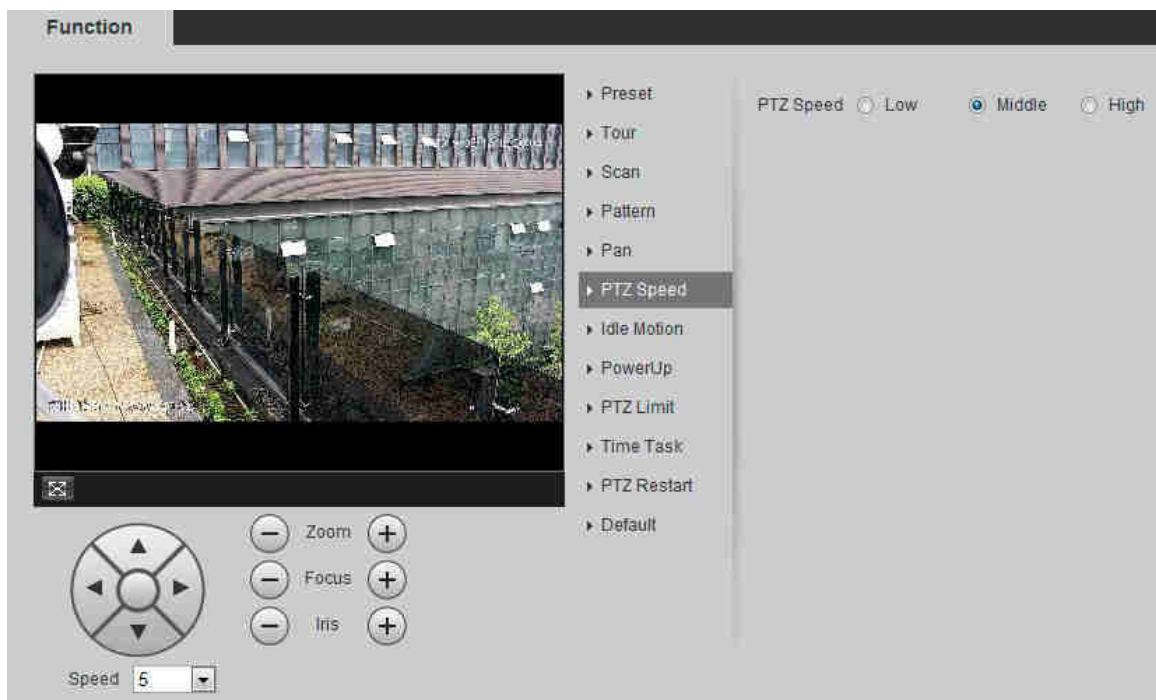 Function
Preset
Tour
Scan
Pattern
Pan
PTZ Speed
Idle Motion
PowerUp
PTZ Limit
Time Task
PTZ Restart
Default
PTZ Speed Low Middle High
Zoom
Focus
Iris
Speed 5